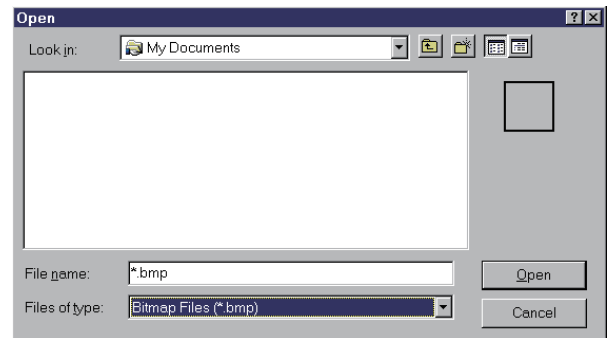 Open
Look in: My Documents
File name: *.bmp
Open
Files of type: Bitmap Files (*.bmp)
Cancel